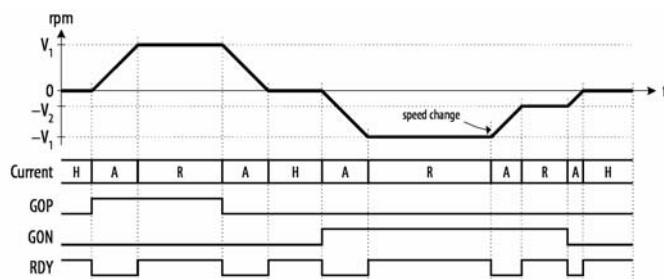 rpm
V1
0
t
−V2
speed change
−V1
Current H A R A H A R A R A H
GOP
GON
RDY